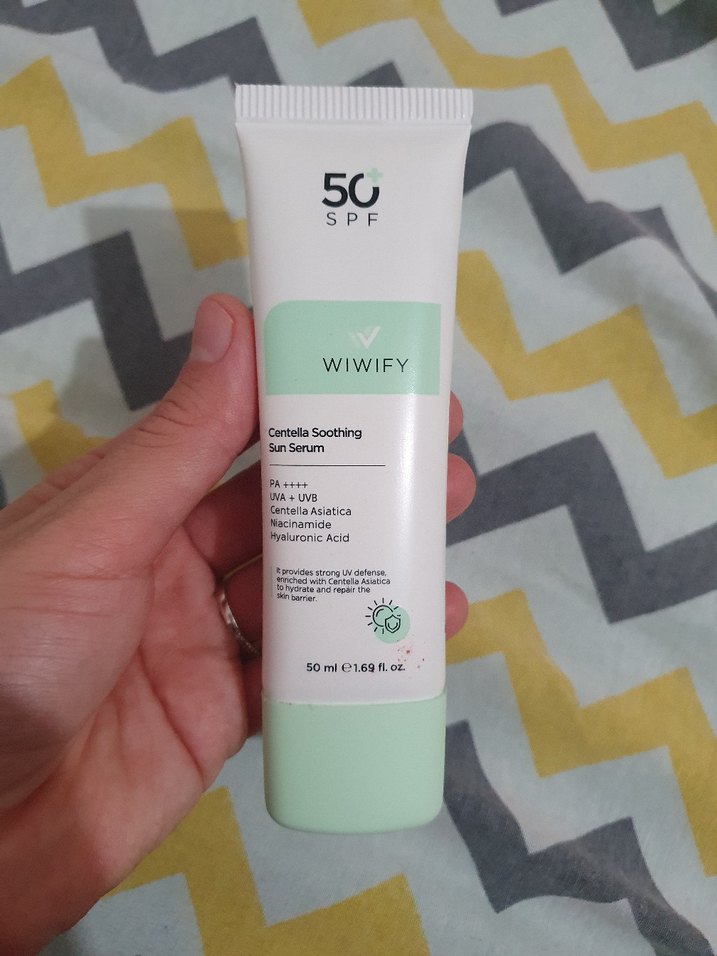 50+
SPF
WIWIFY
Centella Soothing
Sun Serum
PA ++++
UVA + UVB
Centella Asiatica
Niacinamide
Hyaluronic Acid
It provides strong UV defense,
enriched with Centella Asiatica
to hydrate and repair the
skin barrier.
50 ml ℮ 1.69 fl. oz.